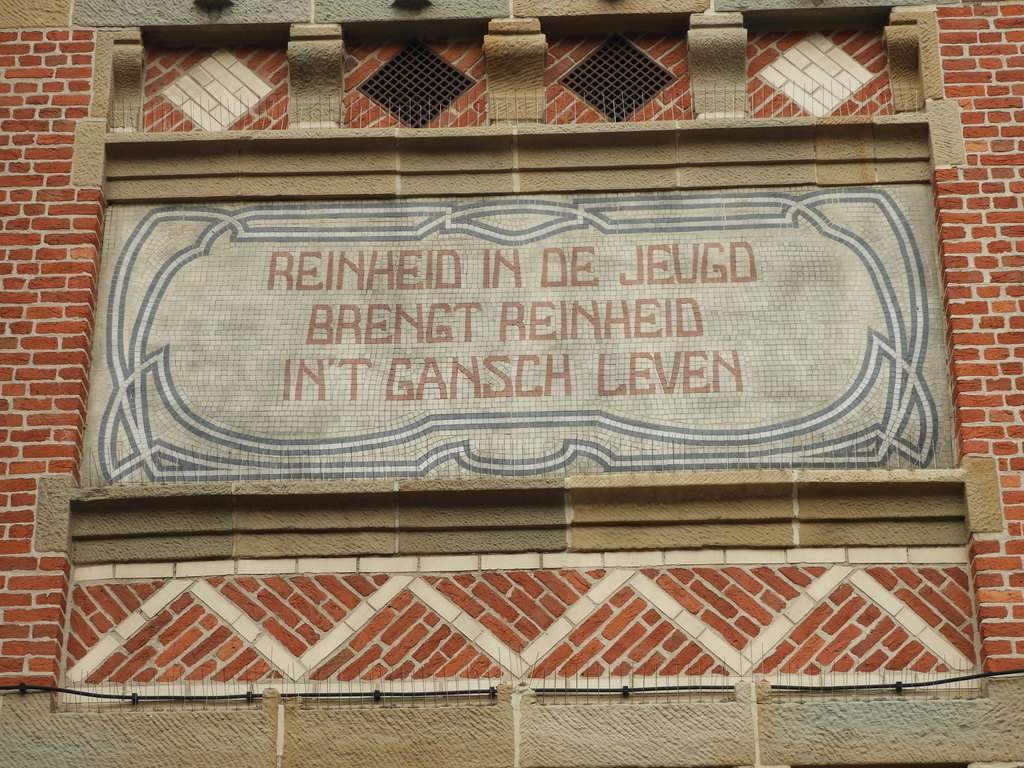 REINHEID IN DE JEUGD
BRENGT REINHEID
IN'T GANSCH LEVEN